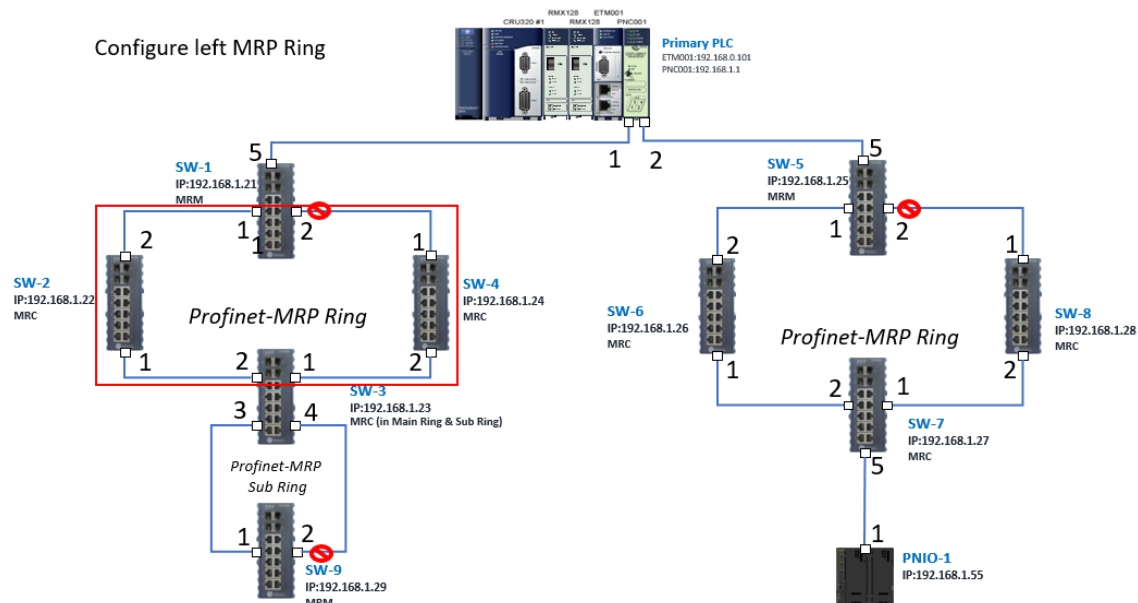 Configure left MRP Ring
RMX128 ETM001
CRU320 #1 RMX128 PNC001
Primary PLC
ETM001:192.168.0.101
PNC001:192.168.1.1
1 2
SW-1
IP:192.168.1.21
MRM
5
1 2
1
SW-2
IP:192.168.1.22
MRC
2
1
SW-4
IP:192.168.1.24
MRC
1
2
Profinet-MRP Ring
2 1
SW-3
IP:192.168.1.23
MRC (in Main Ring & Sub Ring)
3 4
Profinet-MRP
Sub Ring
1 2
SW-9
IP:192.168.1.29
MRM
SW-5
IP:192.168.1.25
MRM
5
1 2
SW-6
IP:192.168.1.26
MRC
2
1
SW-8
IP:192.168.1.28
MRC
1
2
Profinet-MRP Ring
2 1
SW-7
IP:192.168.1.27
MRC
5
1
PNIO-1
IP:192.168.1.55